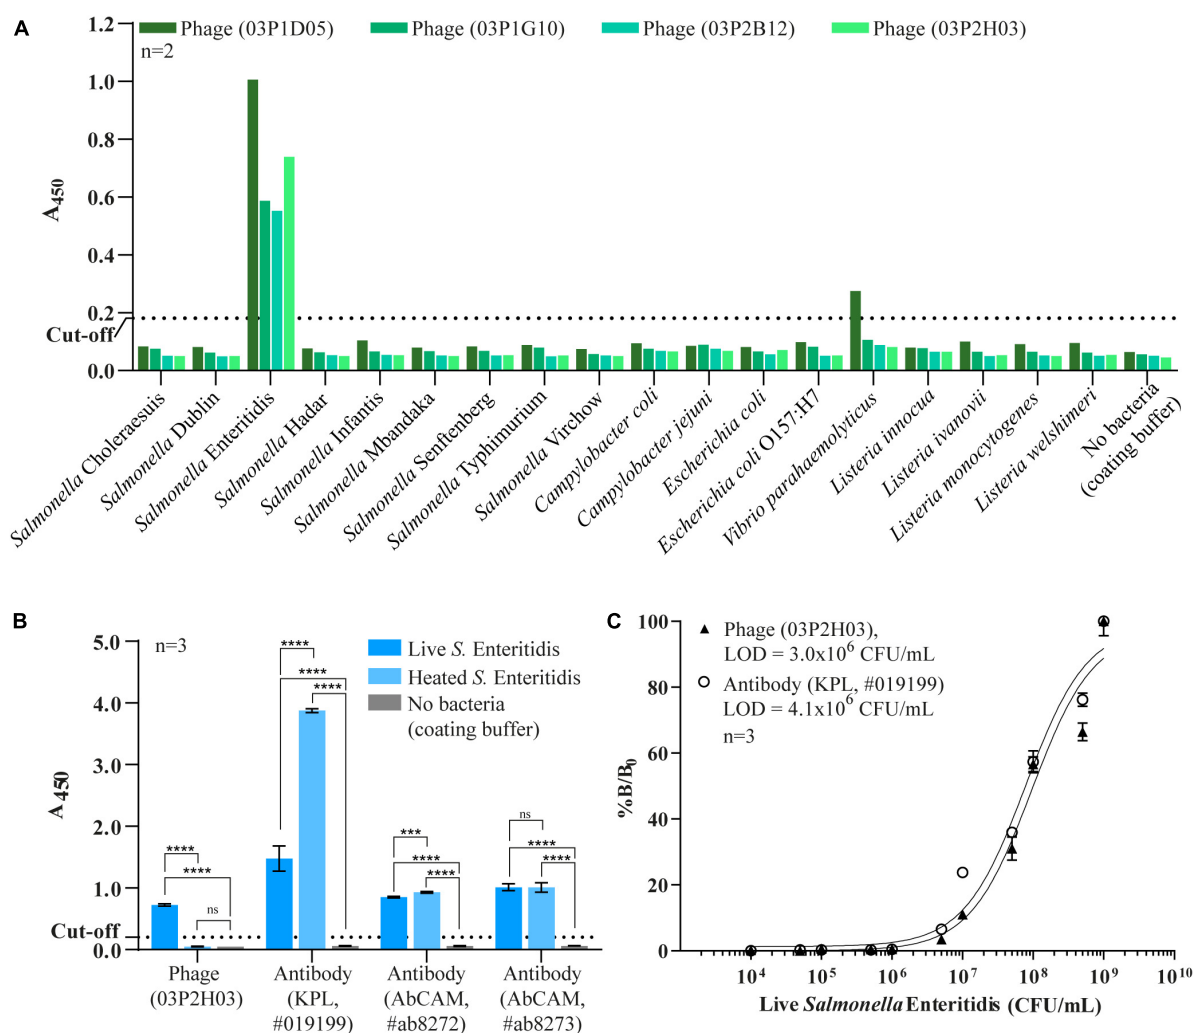 A
Phage (03P1D05)
Phage (03P1G10)
Phage (03P2B12)
Phage (03P2H03)
n=2
1.2
1.0
0.8
0.6
0.4
0.2
0.0
A450
Cut-off
Salmonella Choleraesuis
Salmonella Dublin
Salmonella Enteritidis
Salmonella Hadar
Salmonella Infantis
Salmonella Mbandaka
Salmonella Senftenberg
Salmonella Typhimurium
Salmonella Virchow
Campylobacter coli
Campylobacter jejuni
Escherichia coli
Escherichia coli O157:H7
Vibrio parahaemolyticus
Listeria innocua
Listeria ivanovii
Listeria monocytogenes
Listeria welshimeri
No bacteria
(coating buffer)
B
n=3
Live S. Enteritidis
Heated S. Enteritidis
No bacteria
(coating buffer)
5.0
4.0
3.0
2.0
1.0
0.0
A450
Cut-off
****
****
ns
****
****
****
***
****
****
ns
****
****
Phage
(03P2H03)
Antibody
(KPL,
#019199)
Antibody
(AbCAM,
#ab8272)
Antibody
(AbCAM,
#ab8273)
C
Phage (03P2H03),
LOD = 3.0x10^6 CFU/mL
Antibody (KPL, #019199)
LOD = 4.1x10^6 CFU/mL
n=3
100
80
60
40
20
0
%B/B0
10^4
10^5
10^6
10^7
10^8
10^9
10^10
Live Salmonella Enteritidis (CFU/mL)